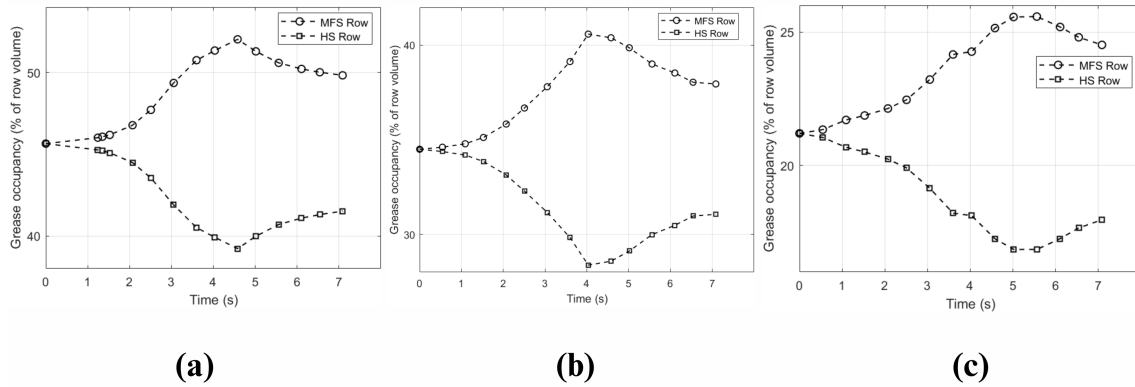 MFS Row
HS Row
Grease occupancy (% of row volume)
50
40
0 1 2 3 4 5 6 7
Time (s)
(a)
MFS Row
HS Row
Grease occupancy (% of row volume)
40
30
0 1 2 3 4 5 6 7
Time (s)
(b)
MFS Row
HS Row
Grease occupancy (% of row volume)
25
20
0 1 2 3 4 5 6 7
Time (s)
(c)